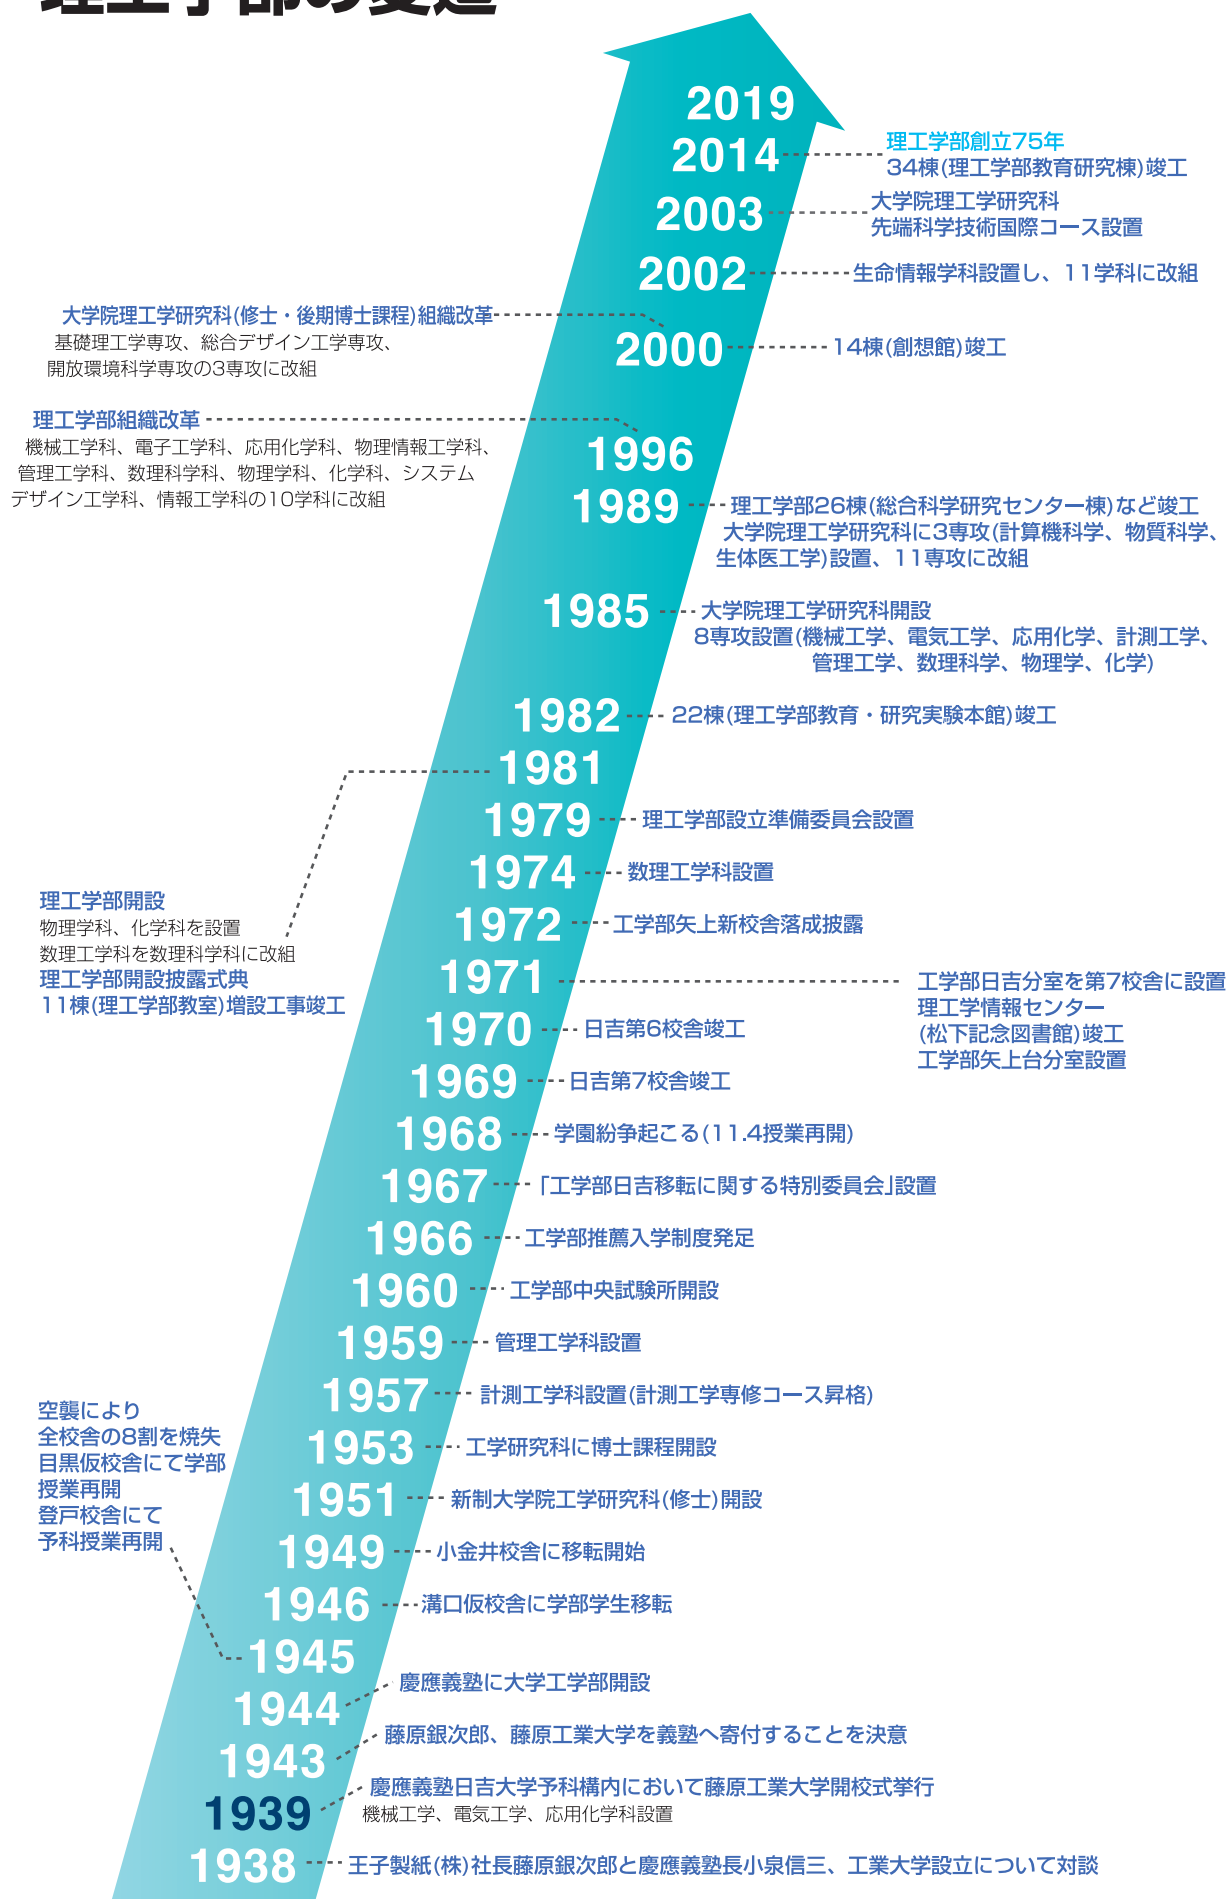 理工学部の変遷
2019
2014
理工学部創立75年
34棟(理工学部教育研究棟)竣工
2003
大学院理工学研究科
先端科学技術国際コース設置
2002
生命情報学科設置し、11学科に改組
大学院理工学研究科(修士・後期博士課程)組織改革
基礎理工学専攻、総合デザイン工学専攻、
開放環境科学専攻の3専攻に改組
2000
14棟(創想館)竣工
理工学部組織改革
機械工学科、電子工学科、応用化学科、物理情報工学科、
管理工学科、数理科学科、物理学科、化学科、システム
デザイン工学科、情報工学科の10学科に改組
1996
1989
理工学部26棟(総合科学研究センター棟)など竣工
大学院理工学研究科に3専攻(計算機科学、物質科学、
生体医工学)設置、11専攻に改組
1985
大学院理工学研究科開設
8専攻設置(機械工学、電気工学、応用化学、計測工学、
管理工学、数理科学、物理学、化学)
1982
22棟(理工学部教育・研究実験本館)竣工
1981
理工学部開設
物理学科、化学科を設置
数理工学科を数理科学科に改組
理工学部開設披露式典
11棟(理工学部教室)増設工事竣工
1979
理工学部設立準備委員会設置
1974
数理工学科設置
1972
工学部矢上新校舎落成披露
1971
工学部日吉分室を第7校舎に設置
理工学情報センター
(松下記念図書館)竣工
工学部矢上台分室設置
1970
日吉第6校舎竣工
1969
日吉第7校舎竣工
1968
学園紛争起こる(11.4授業再開)
1967
「工学部日吉移転に関する特別委員会」設置
1966
工学部推薦入学制度発足
1960
工学部中央試験所開設
1959
管理工学科設置
1957
計測工学科設置(計測工学専修コース昇格)
1953
工学研究科に博士課程開設
1951
新制大学院工学研究科(修士)開設
1949
小金井校舎に移転開始
1946
溝口仮校舎に学部学生移転
空襲により
全校舎の8割を焼失
目黒仮校舎にて学部
授業再開
登戸校舎にて
予科授業再開
1945
1944
慶應義塾に大学工学部開設
1943
藤原銀次郎、藤原工業大学を義塾へ寄付することを決意
1939
慶應義塾日吉大学予科構内において藤原工業大学開校式挙行
機械工学、電気工学、応用化学科設置
1938
王子製紙(株)社長藤原銀次郎と慶應義塾長小泉信三、工業大学設立について対談